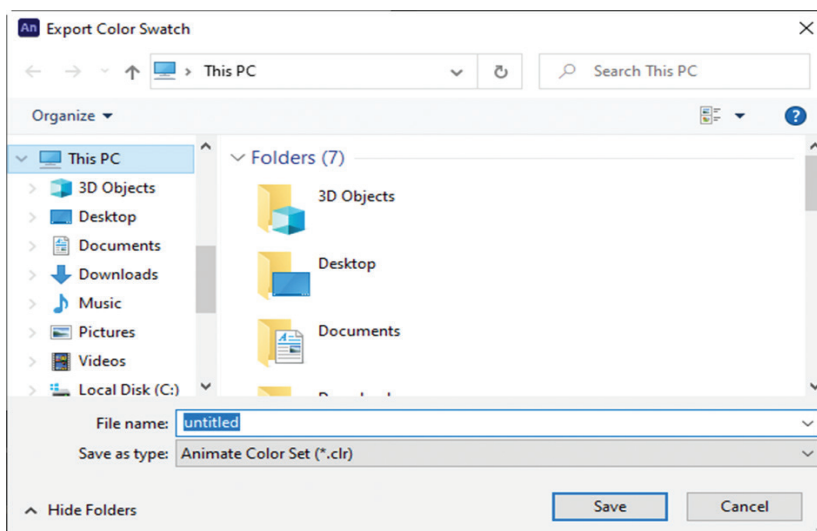 An Export Color Swatch
This PC
Search This PC
Organize
?
This PC
3D Objects
Desktop
Documents
Downloads
Music
Pictures
Videos
Local Disk (C:)
Folders (7)
3D Objects
Desktop
Documents
File name: untitled
Save as type: Animate Color Set (*.clr)
Hide Folders
Save Cancel